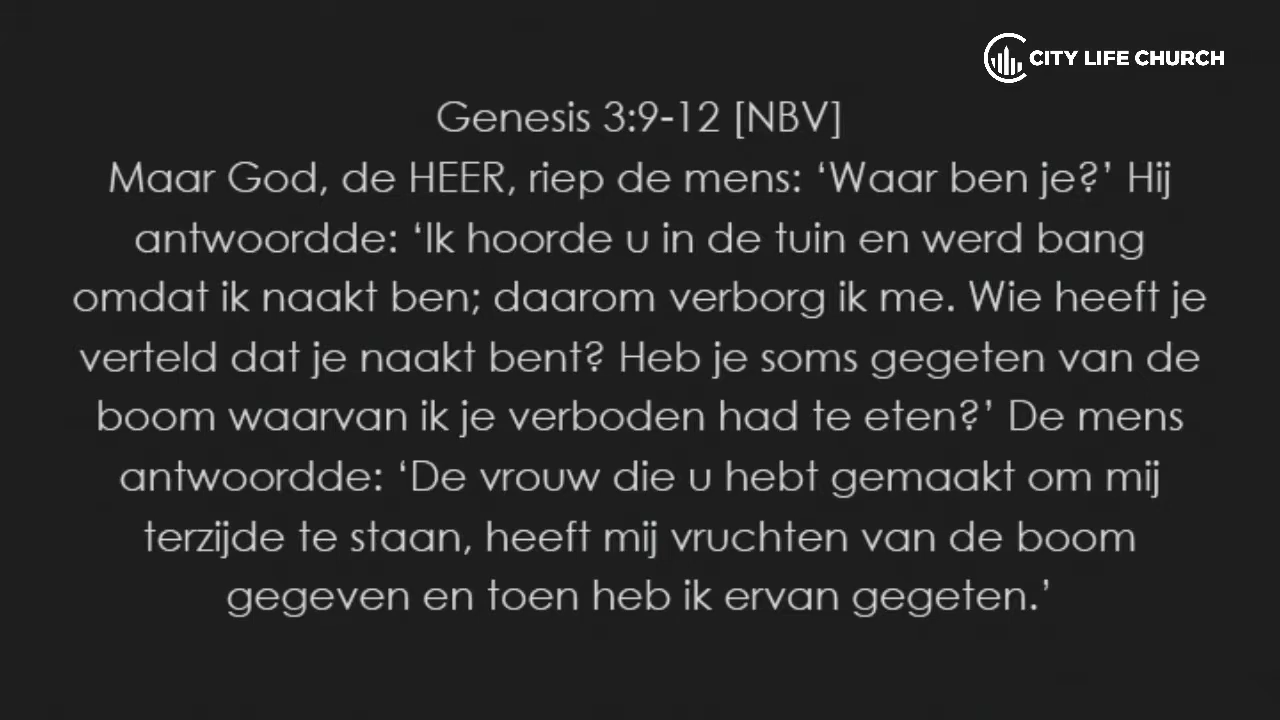 CITY LIFE CHURCH
Genesis 3:9-12 [NBV]
Maar God, de HEER, riep de mens: ‘Waar ben je?’ Hij
antwoordde: ‘Ik hoorde u in de tuin en werd bang
omdat ik naakt ben; daarom verborg ik me. Wie heeft je
verteld dat je naakt bent? Heb je soms gegeten van de
boom waarvan ik je verboden had te eten?’ De mens
antwoordde: ‘De vrouw die u hebt gemaakt om mij
terzijde te staan, heeft mij vruchten van de boom
gegeven en toen heb ik ervan gegeten.’